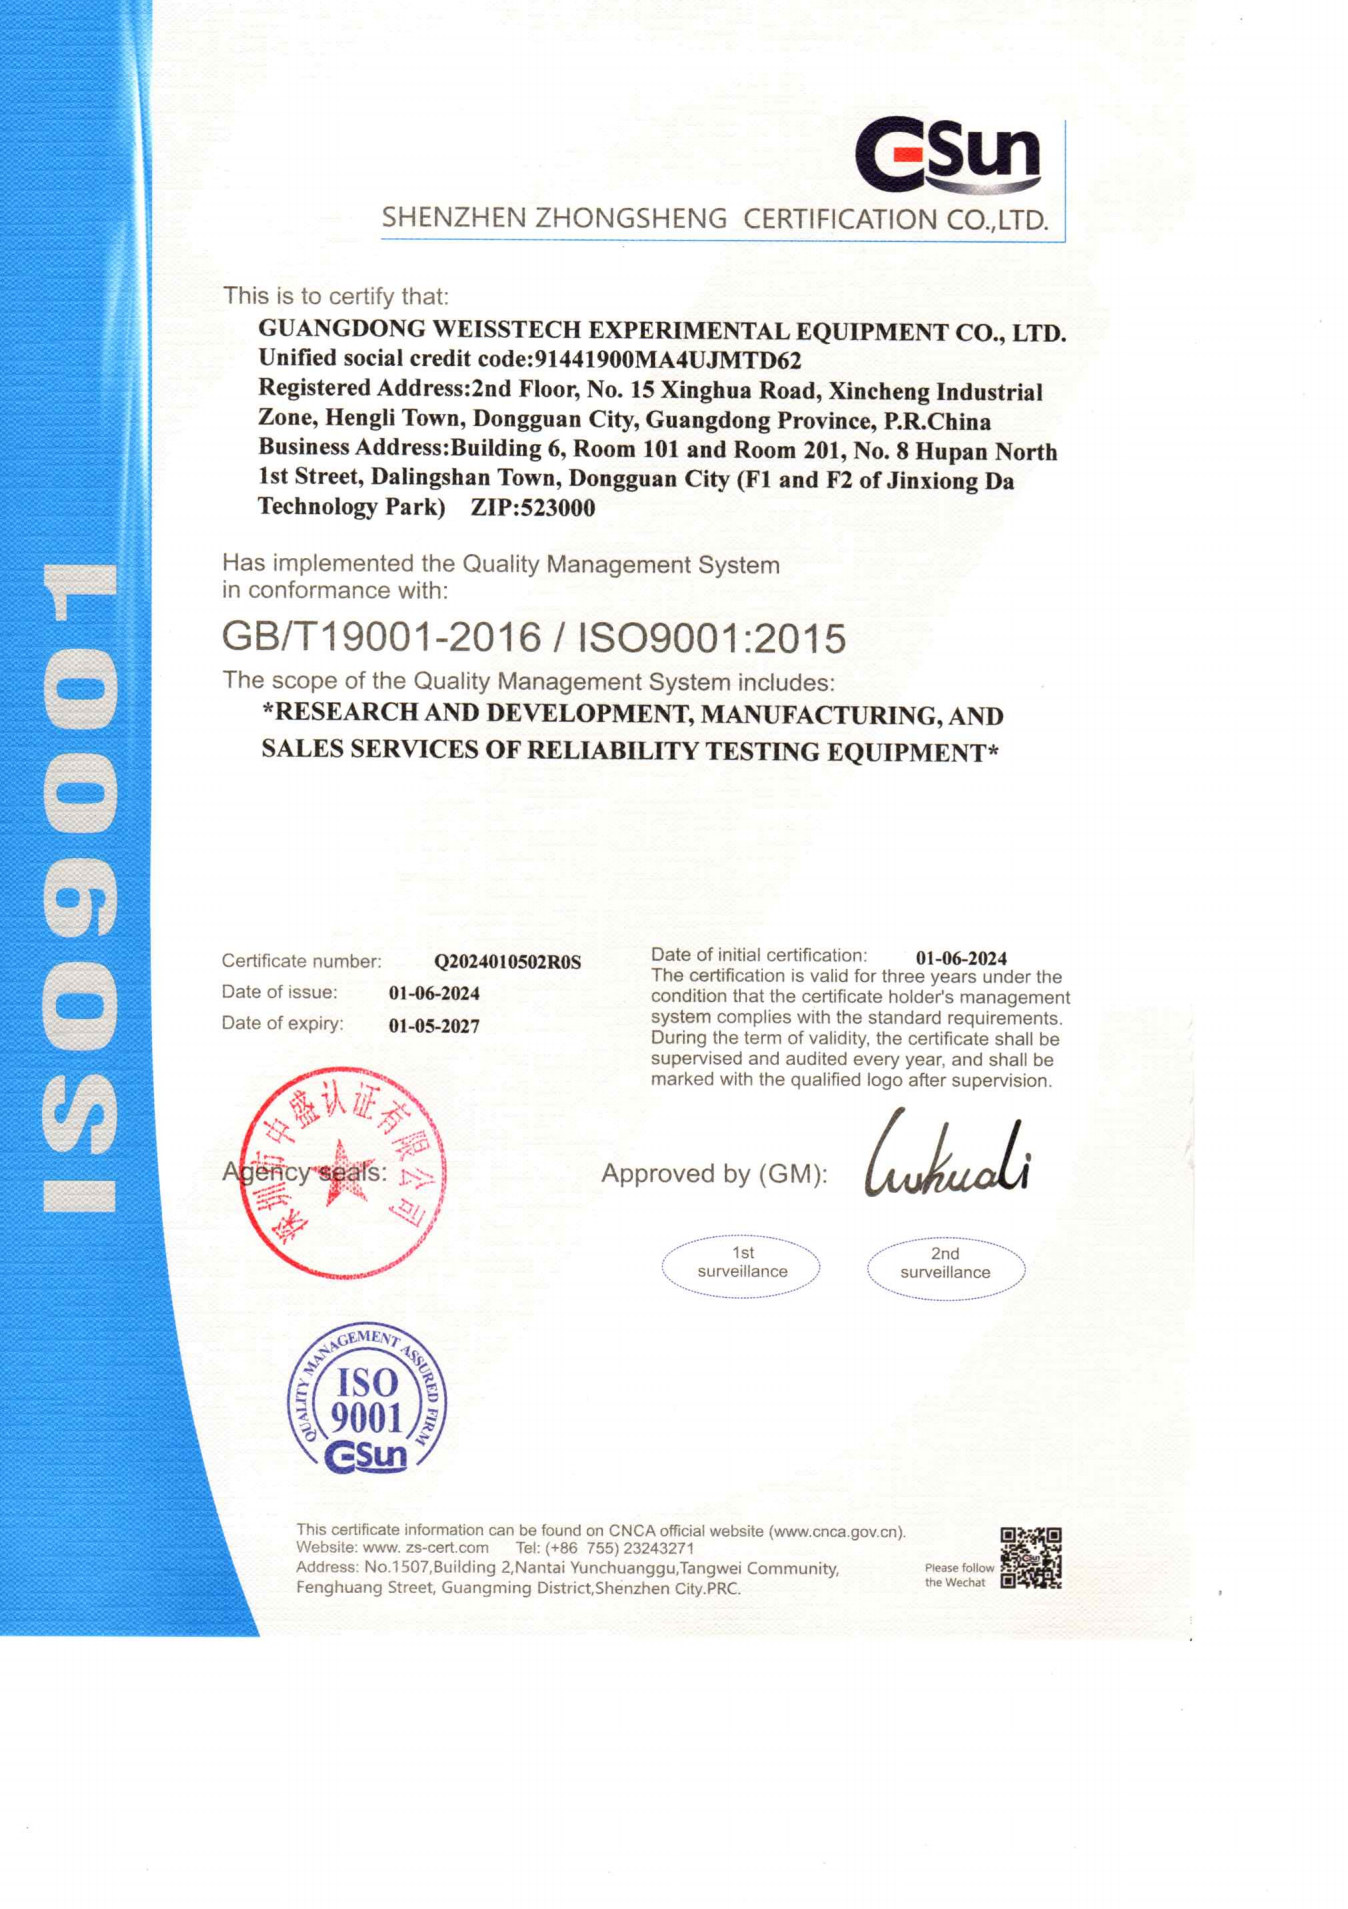 ISO9001
GSun
SHENZHEN ZHONGSHENG CERTIFICATION CO.,LTD.
This is to certify that:
GUANGDONG WEISSTECH EXPERIMENTAL EQUIPMENT CO., LTD.
Unified social credit code:91441900MA4UJMTD62
Registered Address:2nd Floor, No. 15 Xinghua Road, Xincheng Industrial
Zone, Hengli Town, Dongguan City, Guangdong Province, P.R.China
Business Address:Building 6, Room 101 and Room 201, No. 8 Hupan North
1st Street, Dalingshan Town, Dongguan City (F1 and F2 of Jinxiong Da
Technology Park) ZIP:523000
Has implemented the Quality Management System
in conformance with:
GB/T19001-2016 / ISO9001:2015
The scope of the Quality Management System includes:
*RESEARCH AND DEVELOPMENT, MANUFACTURING, AND
SALES SERVICES OF RELIABILITY TESTING EQUIPMENT*
Certificate number: Q2024010502R0S
Date of issue: 01-06-2024
Date of expiry: 01-05-2027
Date of initial certification: 01-06-2024
The certification is valid for three years under the
condition that the certificate holder's management
system complies with the standard requirements.
During the term of validity, the certificate shall be
supervised and audited every year, and shall be
marked with the qualified logo after supervision.
深圳市中盛认证有限公司
Agency seals:
Approved by (GM):
1st
surveillance
2nd
surveillance
QUALITY MANAGEMENT ASSURED FIRM
ISO
9001
GSun
This certificate information can be found on CNCA official website (www.cnca.gov.cn).
Website: www. zs-cert.com Tel: (+86 755) 23243271
Address: No.1507,Building 2,Nantai Yunchuanggu,Tangwei Community,
Fenghuang Street, Guangming District,Shenzhen City.PRC.
Please follow
the Wechat